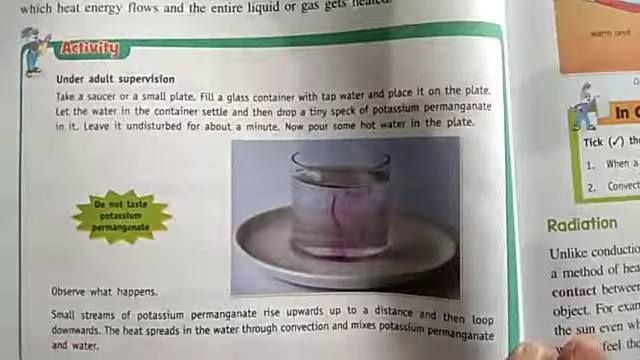 which heat energy flows and the entire liquid or gas gets heated.
Activity
Under adult supervision
Take a saucer or a small plate. Fill a glass container with tap water and place it on the plate.
Let the water in the container settle and then drop a tiny speck of potassium permanganate
in it. Leave it undisturbed for about a minute. Now pour some hot water in the plate.
Do not taste
potassium
permanganate
Observe what happens.
Small streams of potassium permanganate rise upwards up to a distance and then loop
downwards. The heat spreads in the water through convection and mixes potassium permanganate
and water.
warm and
In
Tick (✓) th
1. When a
2. Convect
Radiation
Unlike conductio
a method of hea
contact between
object. For exam
the sun even wh
feel the